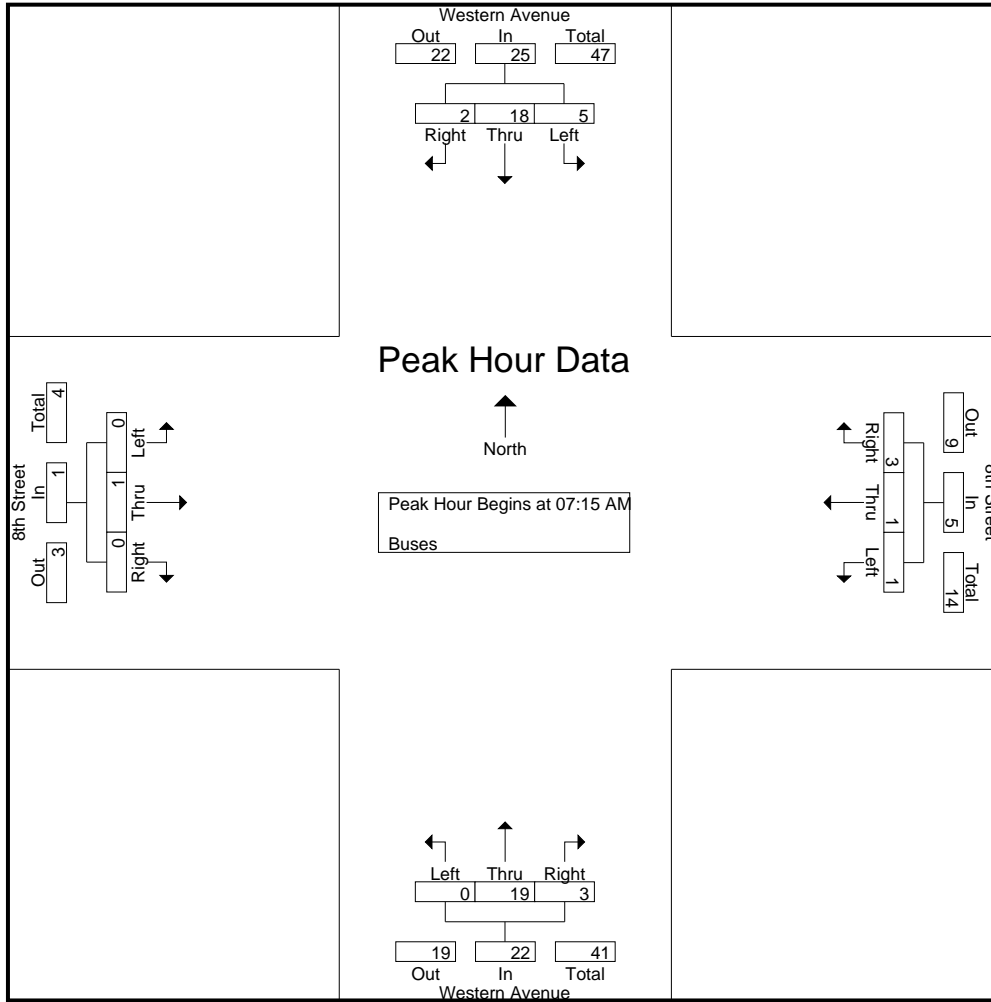 Western Avenue
Out In Total
22 25 47
2 18 5
Right Thru Left
Peak Hour Data
North
Peak Hour Begins at 07:15 AM
Buses
8th Street
Out In Total
3 1 4
0 1 0
Left Thru Right
Right Thru Left
3 1 1
Out In Total
9 5 14
8th Street
Left Thru Right
0 19 3
19 22 41
Out In Total
Western Avenue